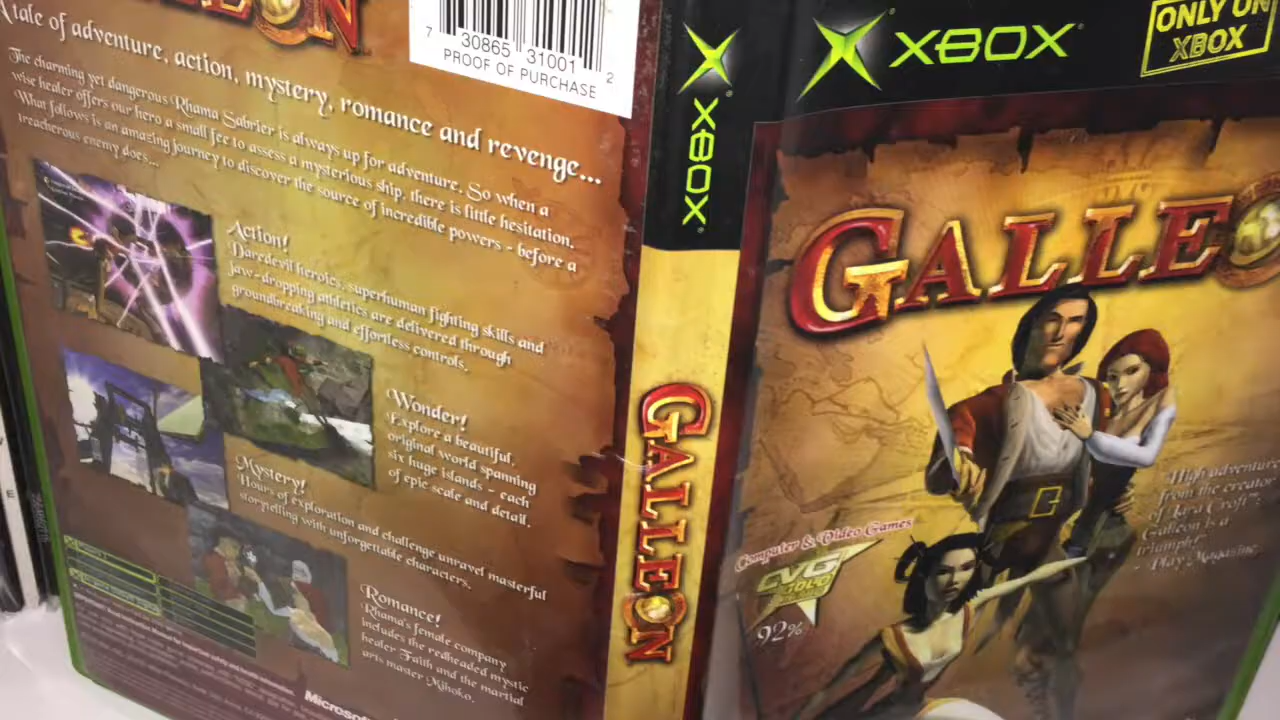 GALLEON
A tale of adventure, action, mystery, romance and revenge...
The charming yet dangerous Rhama Sabrier is always up for adventure. So when a
wise healer offers our hero a small fee to assess a mysterious ship, there is little hesitation.
What follows is an amazing journey to discover the source of incredible powers - before a
treacherous enemy does...
Action!
Daredevil heroics, superhuman fighting skills and
jaw-dropping athletics are delivered through
groundbreaking and effortless controls.
Wonder!
Explore a beautiful,
original world spanning
six huge islands - each
of epic scale and detail.
Mystery!
Hours of exploration and challenge unravel masterful
storytelling with unforgettable characters.
Romance!
Rhama's female company
includes the redheaded mystic
healer Faith and the martial
arts master Mihoko.
Microsoft
7 30865 31001 2
PROOF OF PURCHASE
XBOX
GALLEON
XBOX
ONLY ON
XBOX
GALLEO
High adventure
from the creator
of Lara Croft™:
Galleon is a
triumph
- Play Magazine
Computer & Video Games
CVG
GOLD
92%